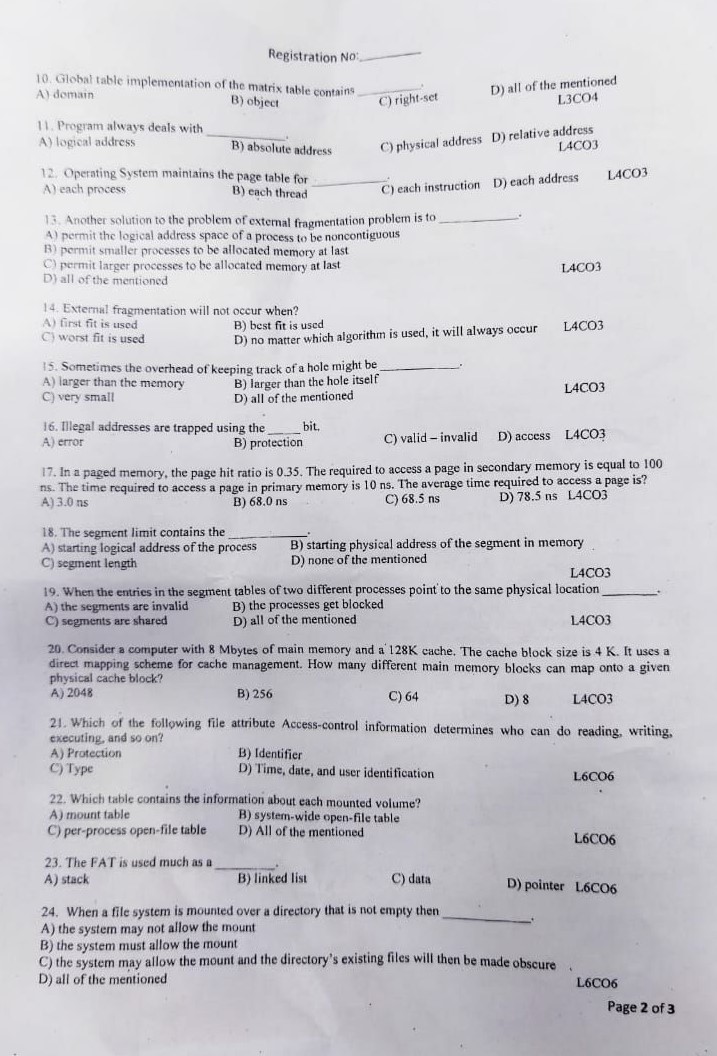 Registration No:
10. Global table implementation of the matrix table contains ________.
A) domain B) object C) right-set D) all of the mentioned
L3CO4
11. Program always deals with ________.
A) logical address B) absolute address C) physical address D) relative address
L4CO3
12. Operating System maintains the page table for ________.
A) each process B) each thread C) each instruction D) each address L4CO3
13. Another solution to the problem of external fragmentation problem is to ________.
A) permit the logical address space of a process to be noncontiguous
B) permit smaller processes to be allocated memory at last
C) permit larger processes to be allocated memory at last L4CO3
D) all of the mentioned
14. External fragmentation will not occur when?
A) first fit is used B) best fit is used L4CO3
C) worst fit is used D) no matter which algorithm is used, it will always occur
15. Sometimes the overhead of keeping track of a hole might be ________.
A) larger than the memory B) larger than the hole itself L4CO3
C) very small D) all of the mentioned
16. Illegal addresses are trapped using the ____ bit.
A) error B) protection C) valid – invalid D) access L4CO3
17. In a paged memory, the page hit ratio is 0.35. The required to access a page in secondary memory is equal to 100
ns. The time required to access a page in primary memory is 10 ns. The average time required to access a page is?
A) 3.0 ns B) 68.0 ns C) 68.5 ns D) 78.5 ns L4CO3
18. The segment limit contains the ________.
A) starting logical address of the process B) starting physical address of the segment in memory
C) segment length D) none of the mentioned
L4CO3
19. When the entries in the segment tables of two different processes point to the same physical location ________.
A) the segments are invalid B) the processes get blocked
C) segments are shared D) all of the mentioned L4CO3
20. Consider a computer with 8 Mbytes of main memory and a 128K cache. The cache block size is 4 K. It uses a
direct mapping scheme for cache management. How many different main memory blocks can map onto a given
physical cache block?
A) 2048 B) 256 C) 64 D) 8 L4CO3
21. Which of the following file attribute Access-control information determines who can do reading, writing,
executing, and so on?
A) Protection B) Identifier
C) Type D) Time, date, and user identification L6CO6
22. Which table contains the information about each mounted volume?
A) mount table B) system-wide open-file table
C) per-process open-file table D) All of the mentioned L6CO6
23. The FAT is used much as a ________.
A) stack B) linked list C) data D) pointer L6CO6
24. When a file system is mounted over a directory that is not empty then ________.
A) the system may not allow the mount
B) the system must allow the mount
C) the system may allow the mount and the directory's existing files will then be made obscure
D) all of the mentioned L6CO6
Page 2 of 3